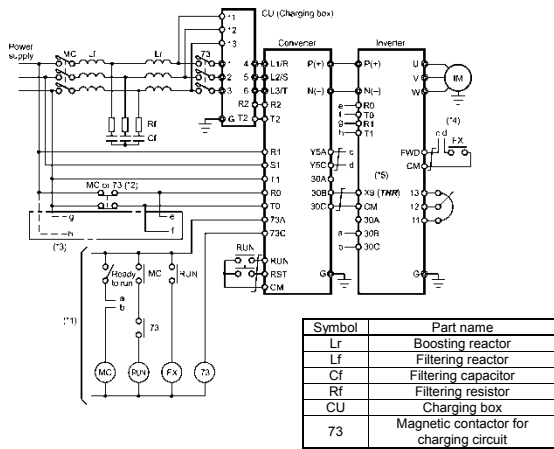 CU (Charging box)
Power supply
MC
Lf
Lr
73
11
12
13
1
2
3
4
5
6
R2
G
T2
Rf
Cf
Converter
L1/R
L2/S
L3/T
R2
T2
R1
S1
T1
R0
T0
73A
73C
RUN
RST
CM
P(+)
N(−)
Y5A
Y5C
30A
30B
30C
G
c
d
Inverter
P(+)
N(−)
e
f
g
h
R0
T0
R1
T1
(*5)
X9 (THR)
CM
30A
a
30B
b
30C
G
U
V
W
IM
(*4)
c d
FX
FWD
CM
13
12
11
MC or 73 (*2)
g
h
e
f
(*3)
RUN
(*1)
Ready to run
MC
RUN
a
b
73
MC
RUN
FX
73
Symbol Part name
Lr Boosting reactor
Lf Filtering reactor
Cf Filtering capacitor
Rf Filtering resistor
CU Charging box
73 Magnetic contactor for
charging circuit